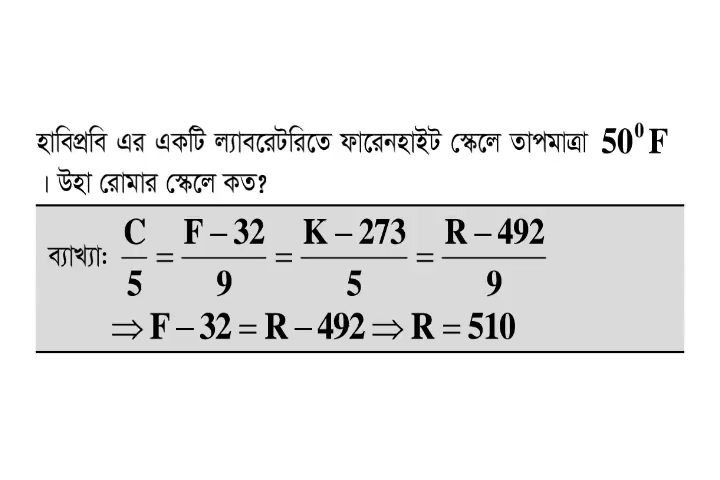 হাবিপ্রবি এর একটি ল্যাবরেটরিতে ফারেনহাইট স্কেলে তাপমাত্রা 50⁰F
। উহা রোমার স্কেলে কত?
ব্যাখ্যাঃ C/5 = (F − 32)/9 = (K − 273)/5 = (R − 492)/9
⇒ F − 32 = R − 492 ⇒ R = 510